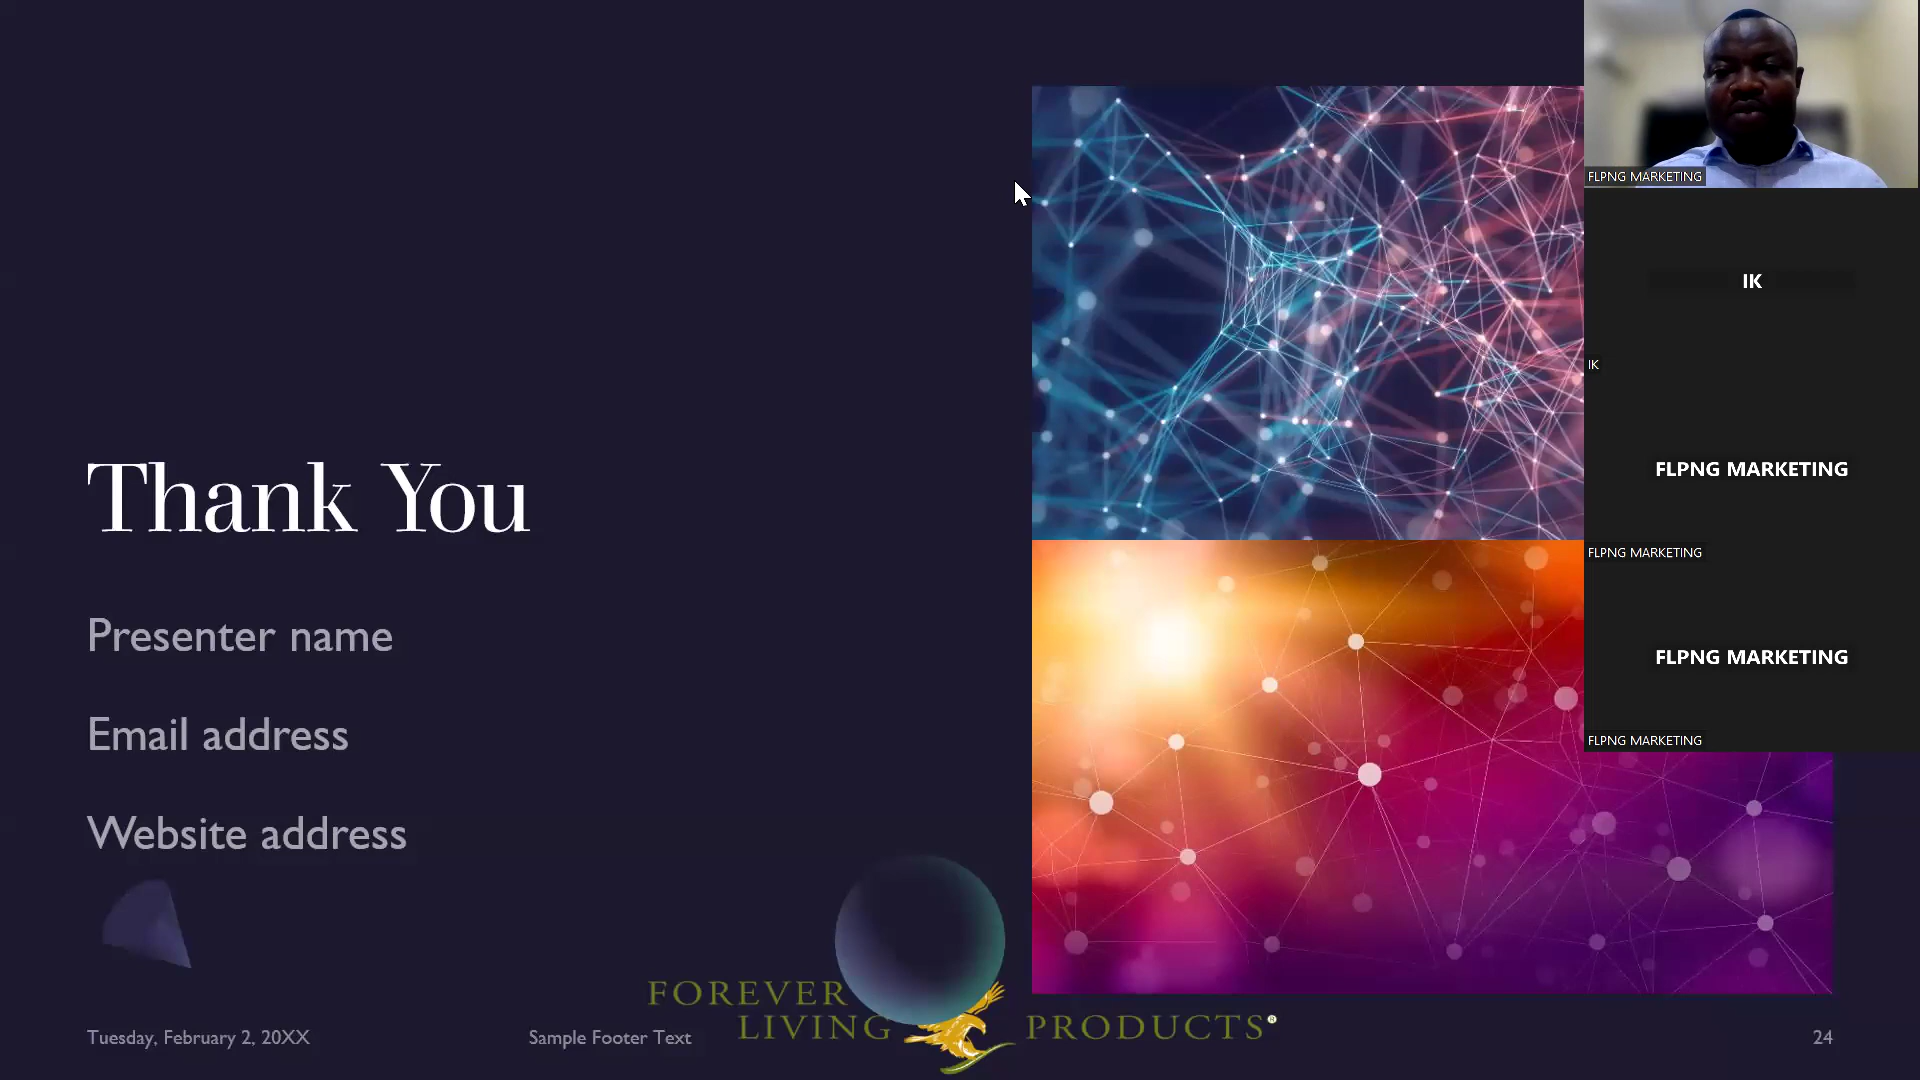 Thank You
Presenter name
Email address
Website address
FOREVER
LIVING PRODUCTS®
Tuesday, February 2, 20XX
Sample Footer Text
24
FLPNG MARKETING
IK
IK
FLPNG MARKETING
FLPNG MARKETING
FLPNG MARKETING
FLPNG MARKETING